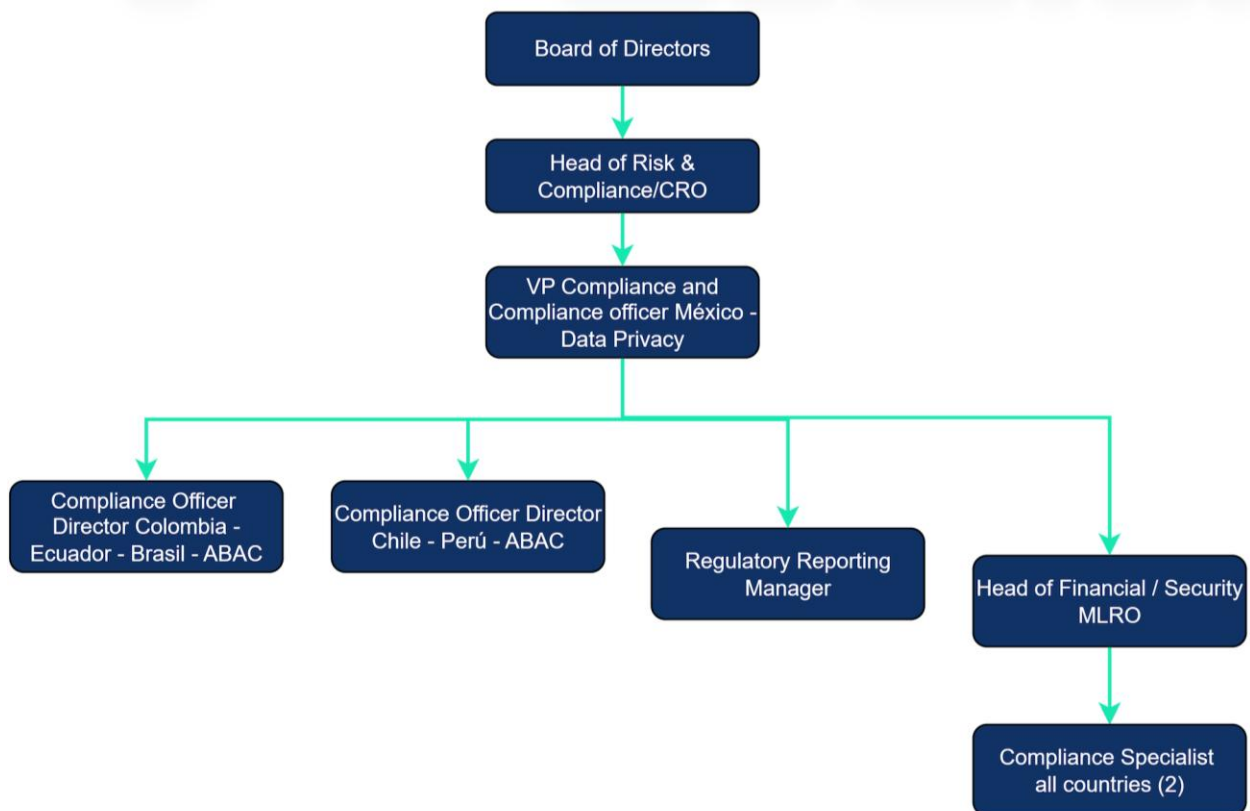 Board of Directors
Head of Risk &
Compliance/CRO
VP Compliance and
Compliance officer México -
Data Privacy
Compliance Officer
Director Colombia -
Ecuador - Brasil - ABAC
Compliance Officer Director
Chile - Perú - ABAC
Regulatory Reporting
Manager
Head of Financial / Security
MLRO
Compliance Specialist
all countries (2)